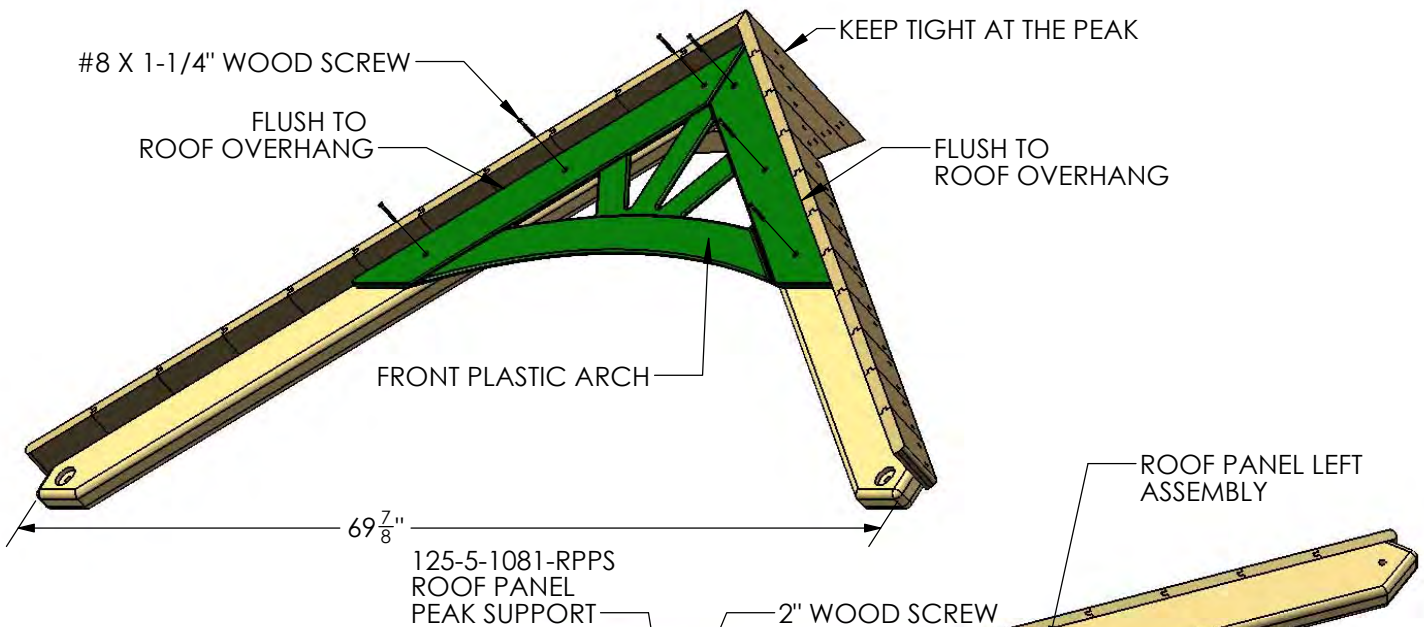 KEEP TIGHT AT THE PEAK
#8 X 1-1/4" WOOD SCREW
FLUSH TO
ROOF OVERHANG
FLUSH TO
ROOF OVERHANG
FRONT PLASTIC ARCH
ROOF PANEL LEFT
ASSEMBLY
69 7/8"
125-5-1081-RPPS
ROOF PANEL
PEAK SUPPORT
2" WOOD SCREW